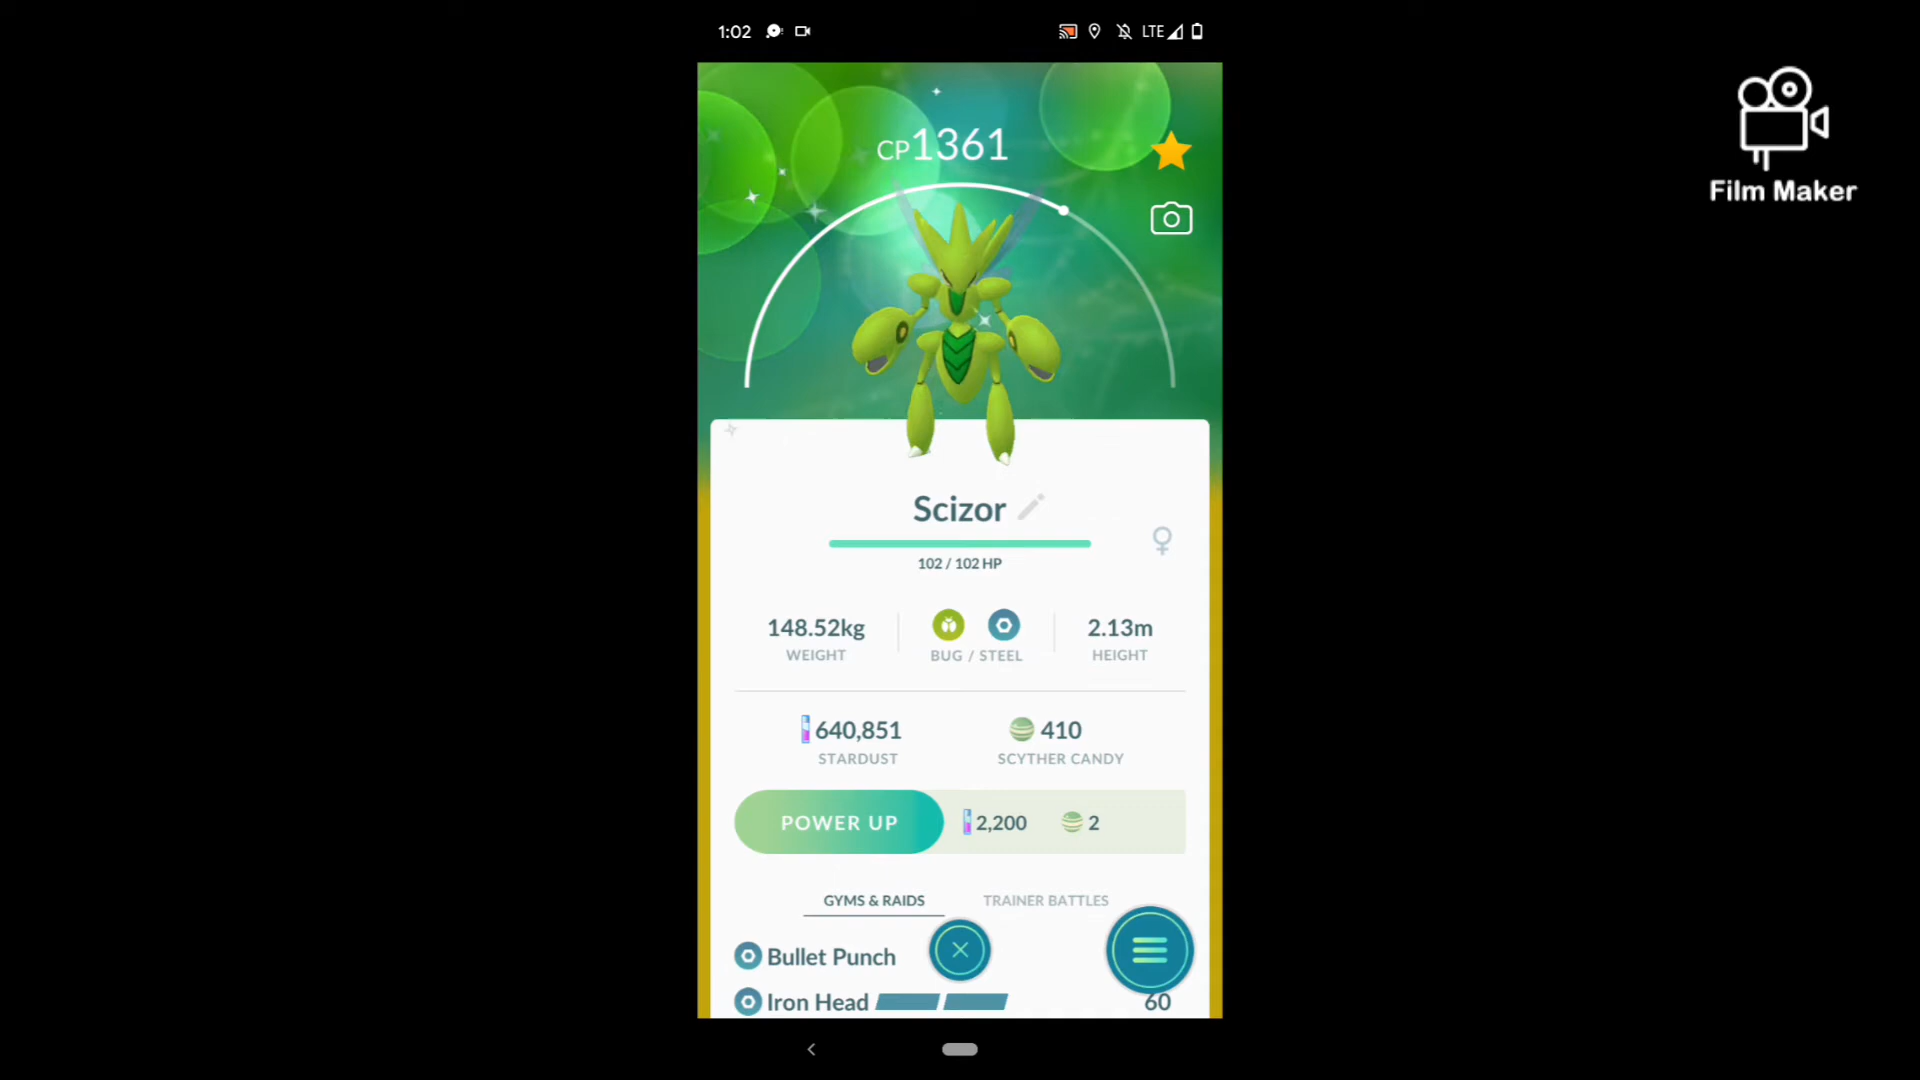 1:02
LTE
CP1361
Film Maker
Scizor
102 / 102 HP
148.52kg
WEIGHT
BUG / STEEL
2.13m
HEIGHT
640,851
STARDUST
410
SCYTHER CANDY
POWER UP
2,200
2
GYMS & RAIDS
TRAINER BATTLES
Bullet Punch
Iron Head
60